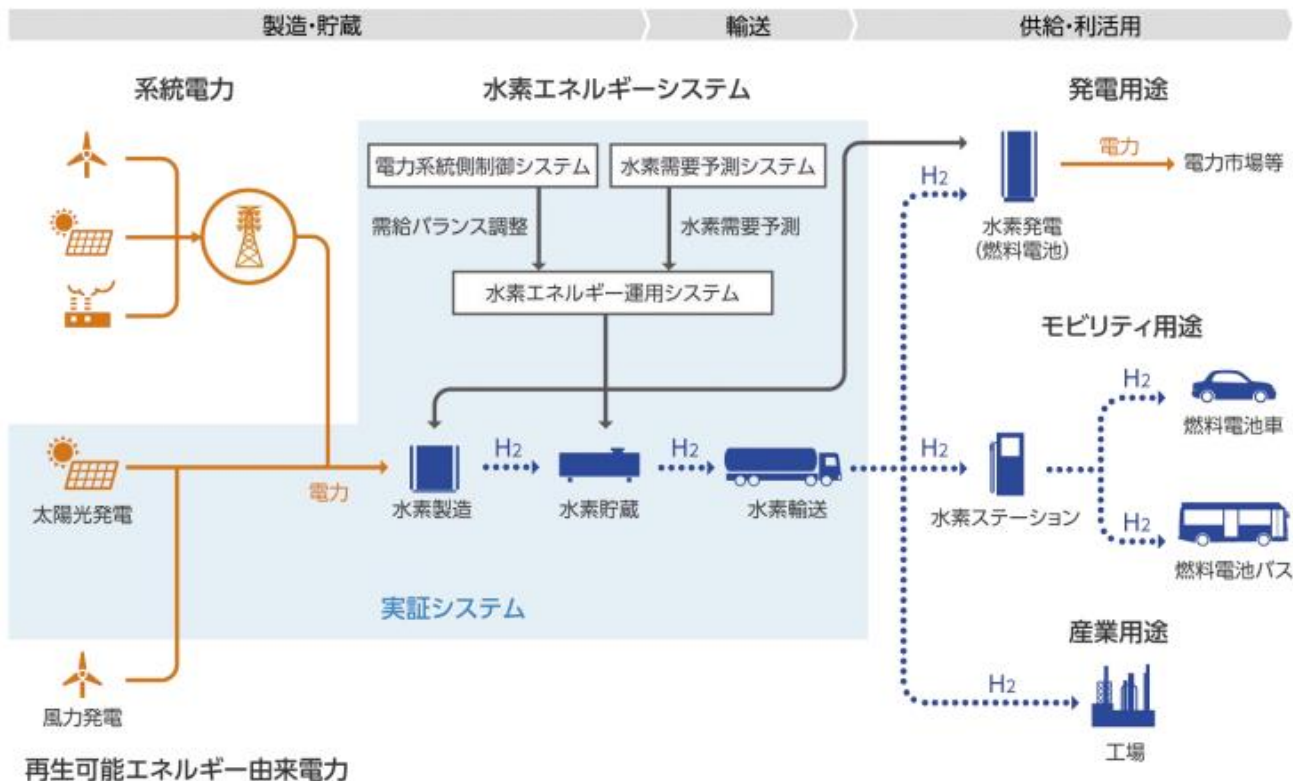 製造・貯蔵
輸送
供給・利活用
系統電力
水素エネルギーシステム
発電用途
電力系統側制御システム
水素需要予測システム
需給バランス調整
水素需要予測
水素エネルギー運用システム
H2
電力
電力市場等
水素発電
(燃料電池)
モビリティ用途
H2
燃料電池車
太陽光発電
電力
水素製造
H2
水素貯蔵
H2
水素輸送
H2
水素ステーション
H2
燃料電池バス
実証システム
産業用途
H2
工場
風力発電
再生可能エネルギー由来電力